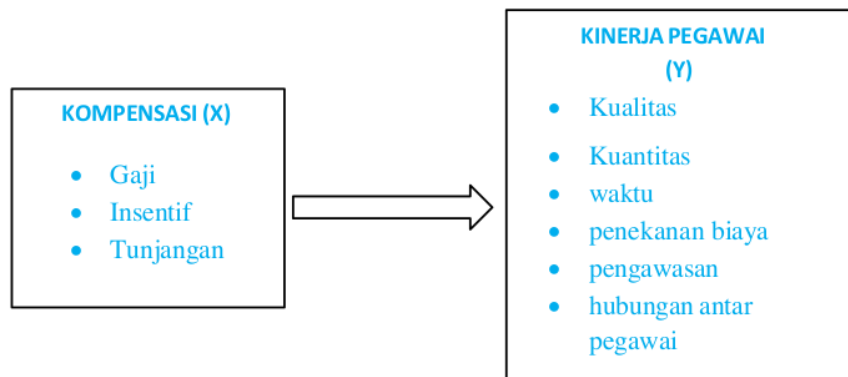 KOMPENSASI (X)
• Gaji
• Insentif
• Tunjangan
KINERJA PEGAWAI
(Y)
• Kualitas
• Kuantitas
• waktu
• penekanan biaya
• pengawasan
• hubungan antar
pegawai